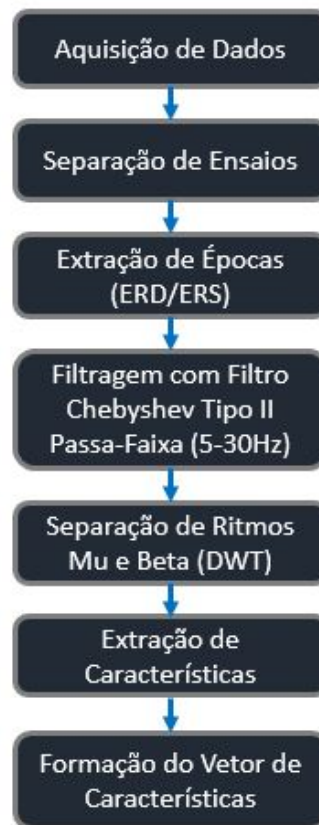 Aquisição de Dados
Separação de Ensaios
Extração de Épocas
(ERD/ERS)
Filtragem com Filtro
Chebyshev Tipo II
Passa-Faixa (5-30Hz)
Separação de Ritmos
Mu e Beta (DWT)
Extração de
Características
Formação do Vetor de
Características